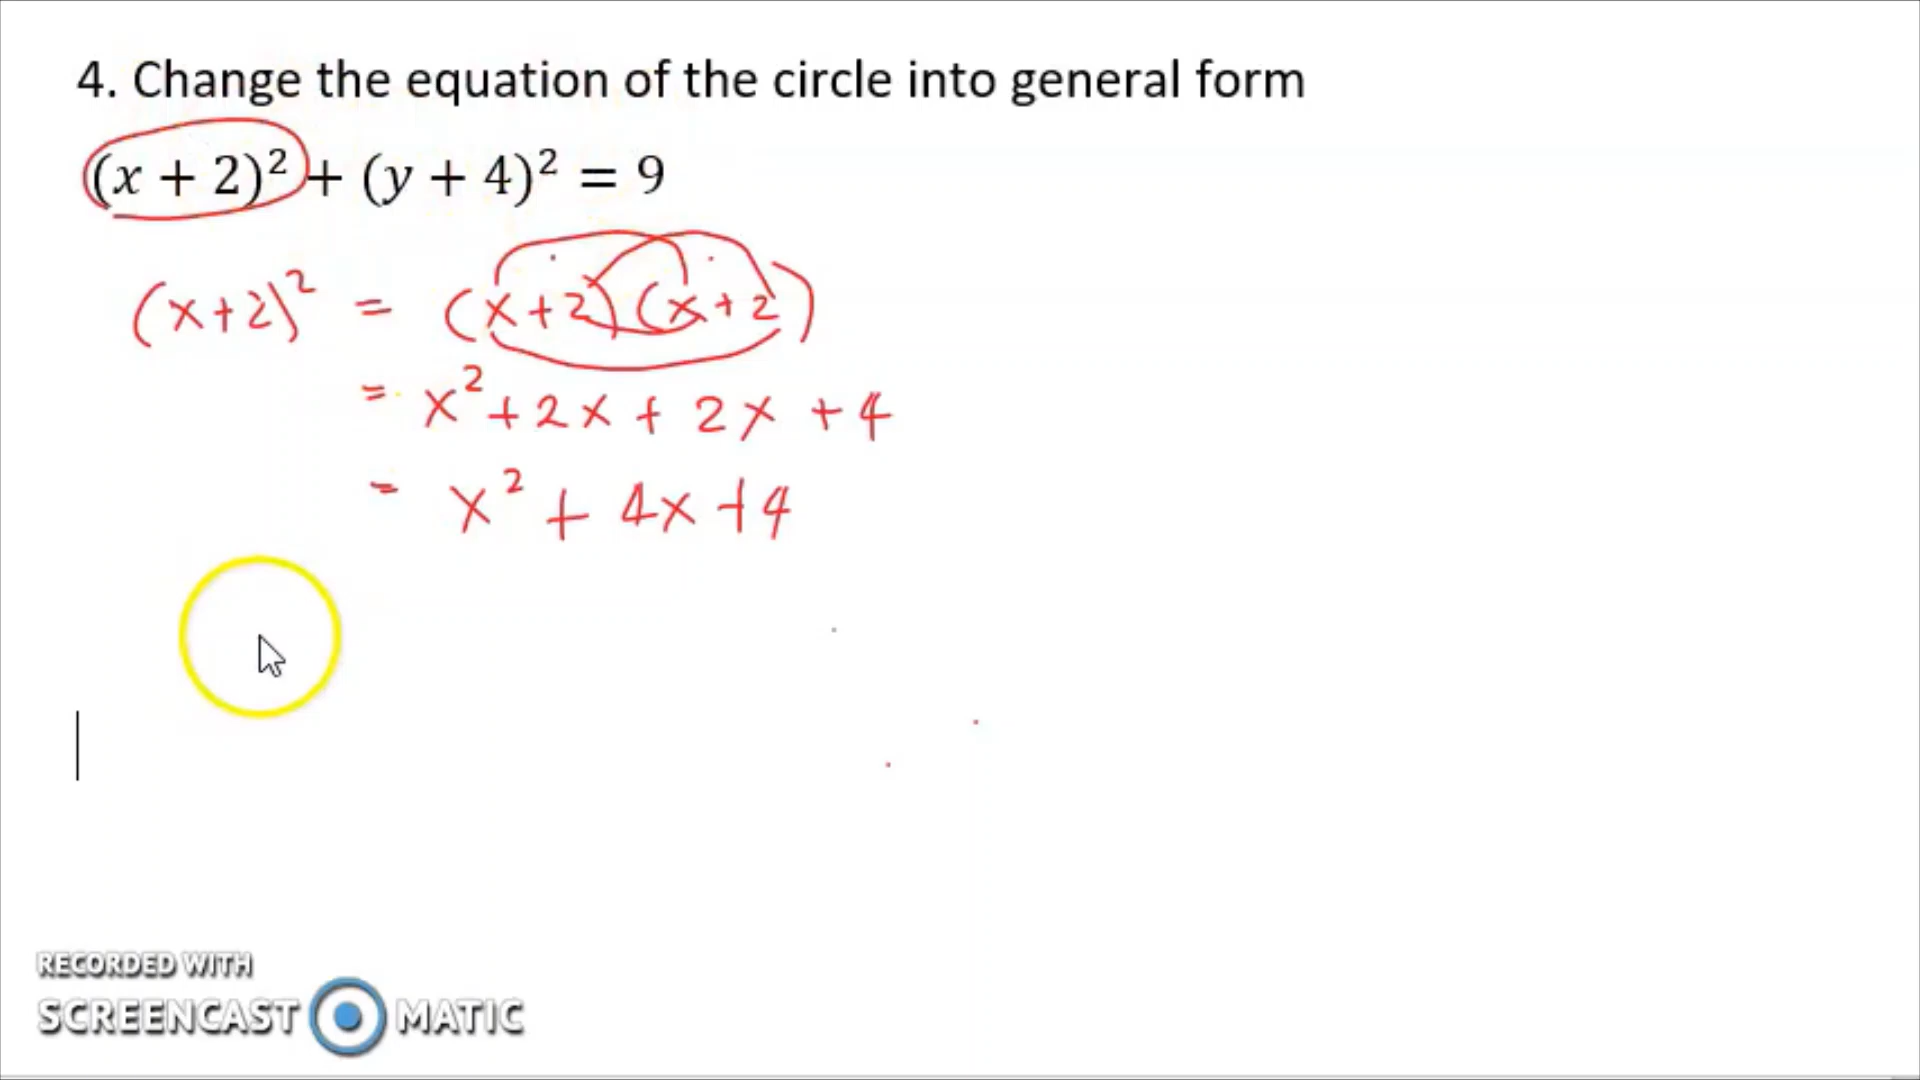 4. Change the equation of the circle into general form
(x + 2)² + (y + 4)² = 9
(x+2)² = (x+2)(x+2)
= x² + 2x + 2x + 4
= x² + 4x + 4
RECORDED WITH
SCREENCAST MATIC